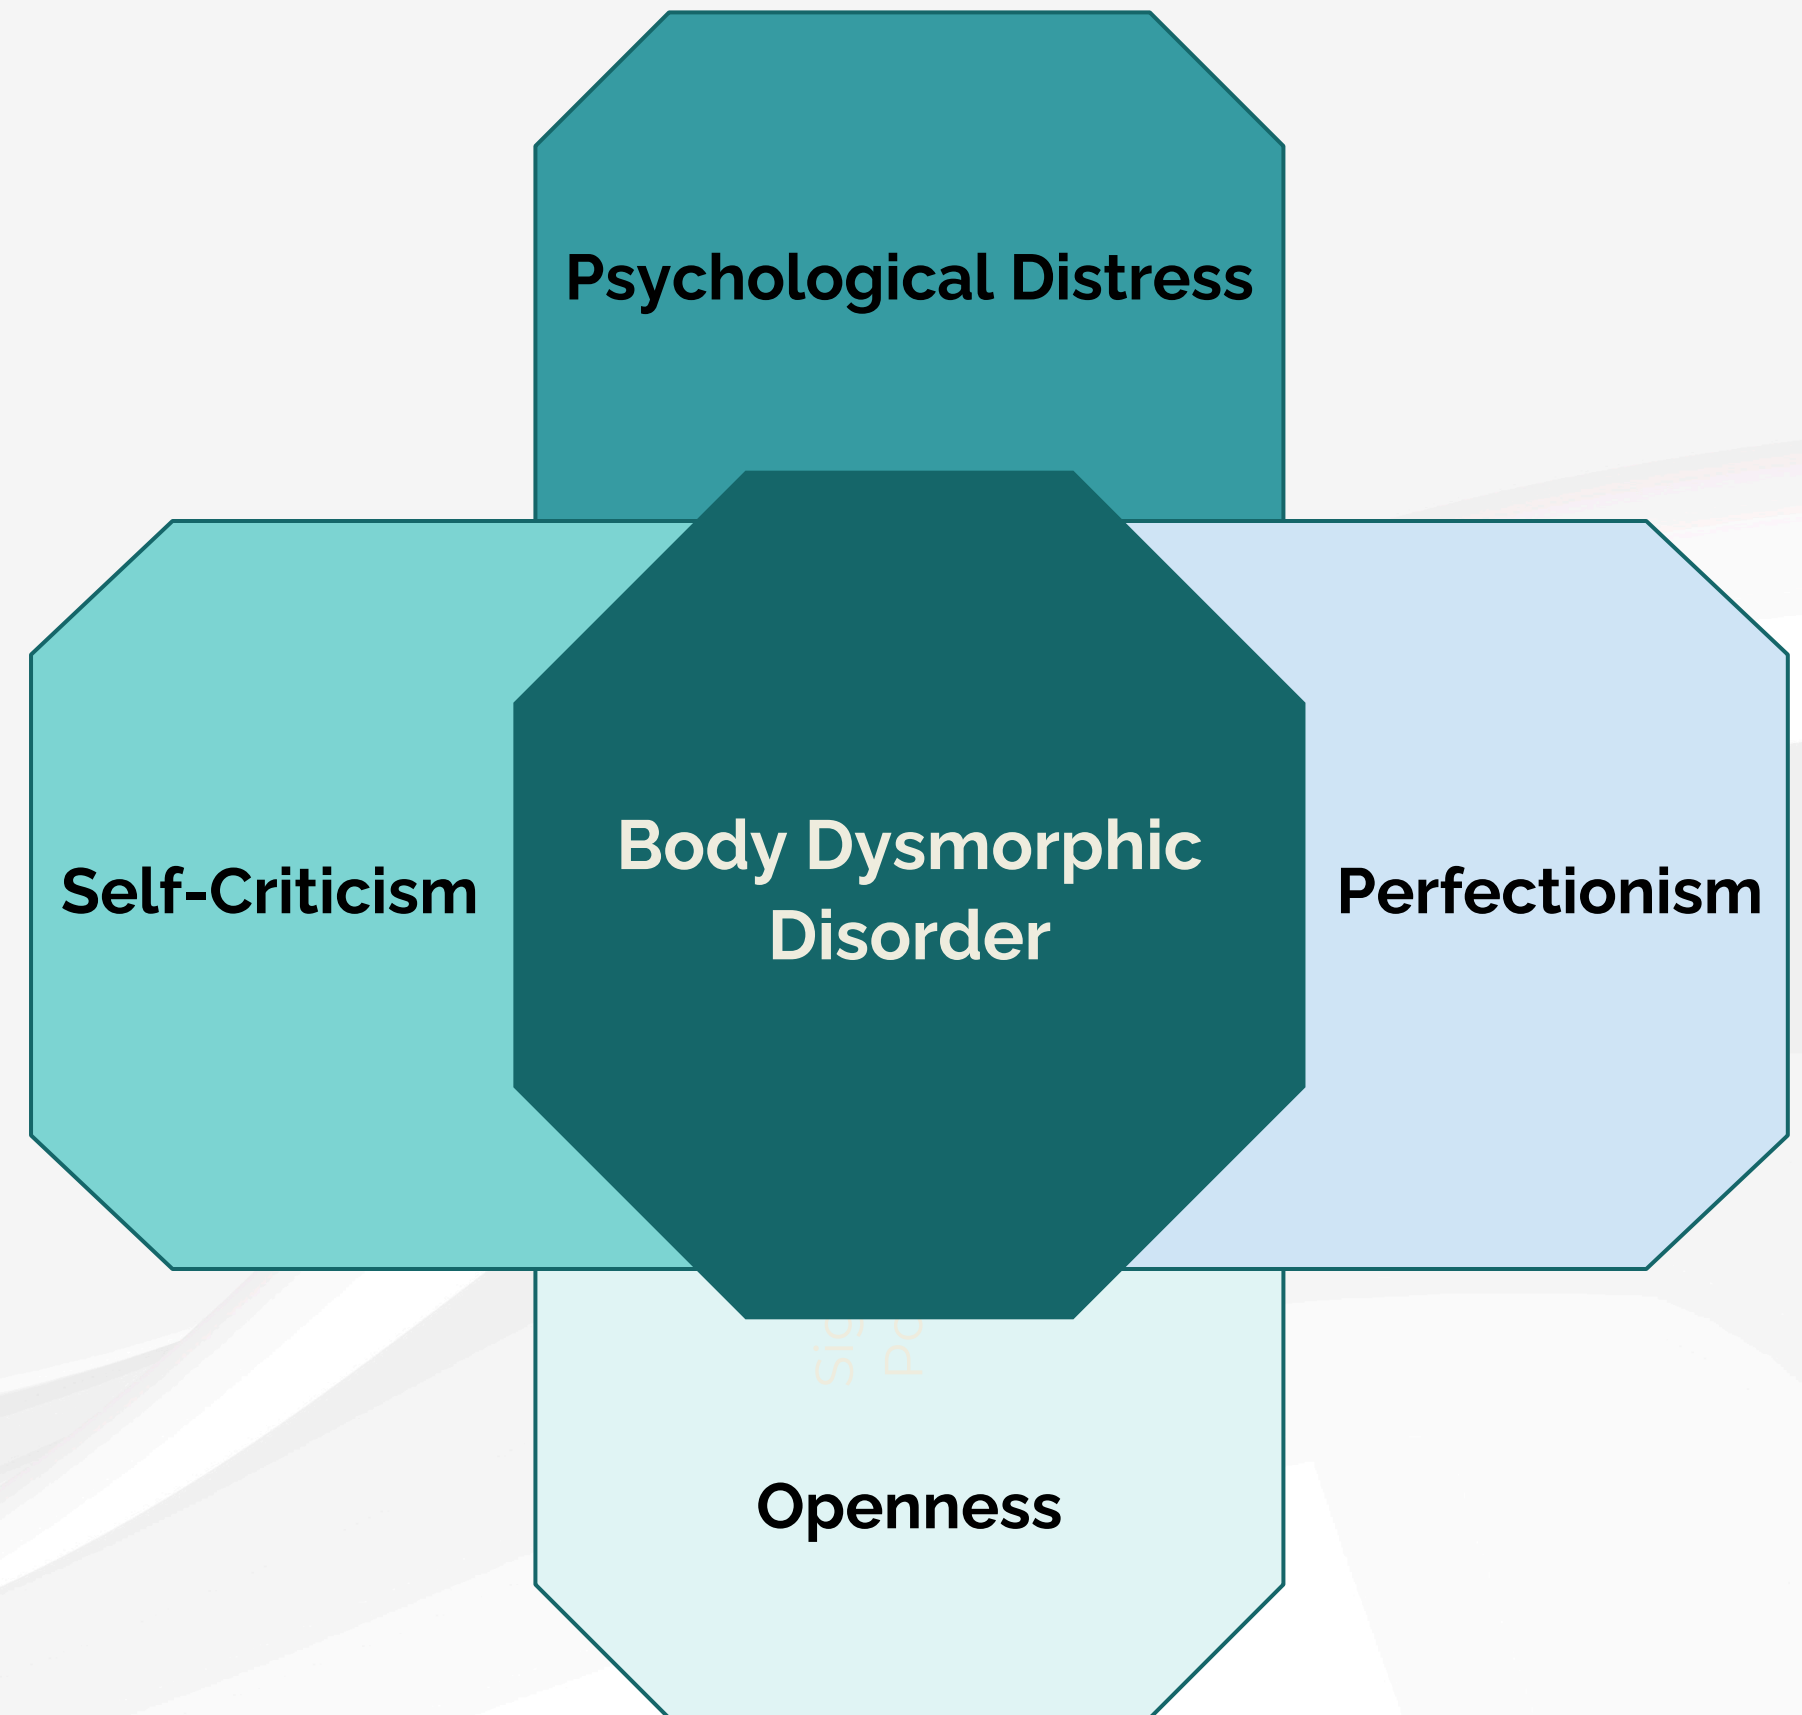 Psychological Distress
Self-Criticism
Body Dysmorphic
Disorder
Perfectionism
Openness